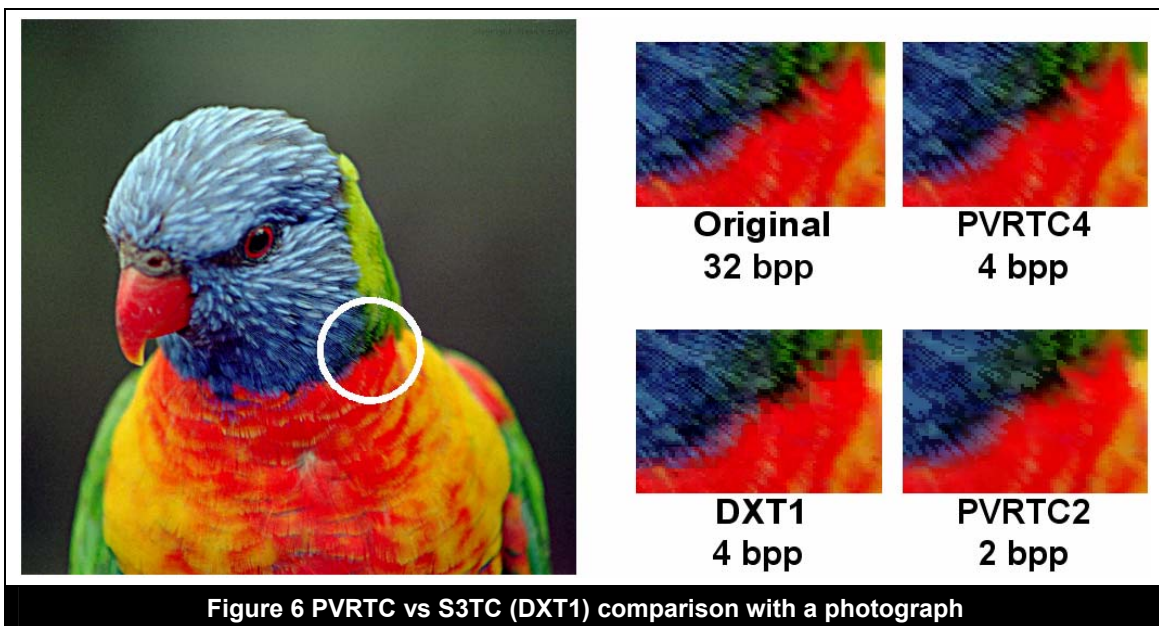 Original
32 bpp
PVRTC4
4 bpp
DXT1
4 bpp
PVRTC2
2 bpp
Figure 6 PVRTC vs S3TC (DXT1) comparison with a photograph